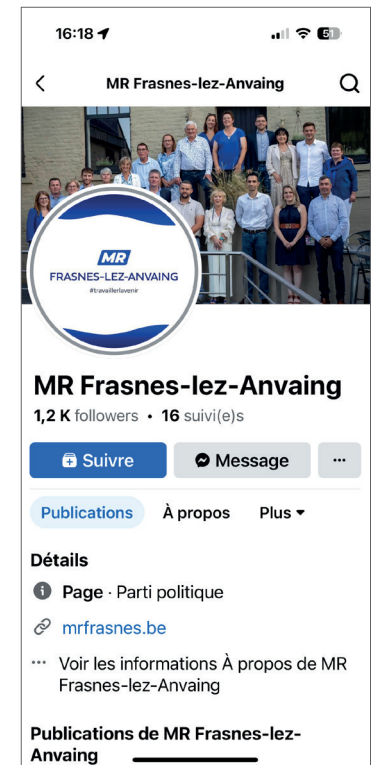 16:18
51
MR Frasnes-lez-Anvaing
MR
FRASNES-LEZ-ANVAING
#travaillerlavenir
MR Frasnes-lez-Anvaing
1,2 K followers • 16 suivi(e)s
Suivre
Message
Publications À propos Plus
Détails
Page · Parti politique
mrfrasnes.be
Voir les informations À propos de MR
Frasnes-lez-Anvaing
Publications de MR Frasnes-lez-
Anvaing